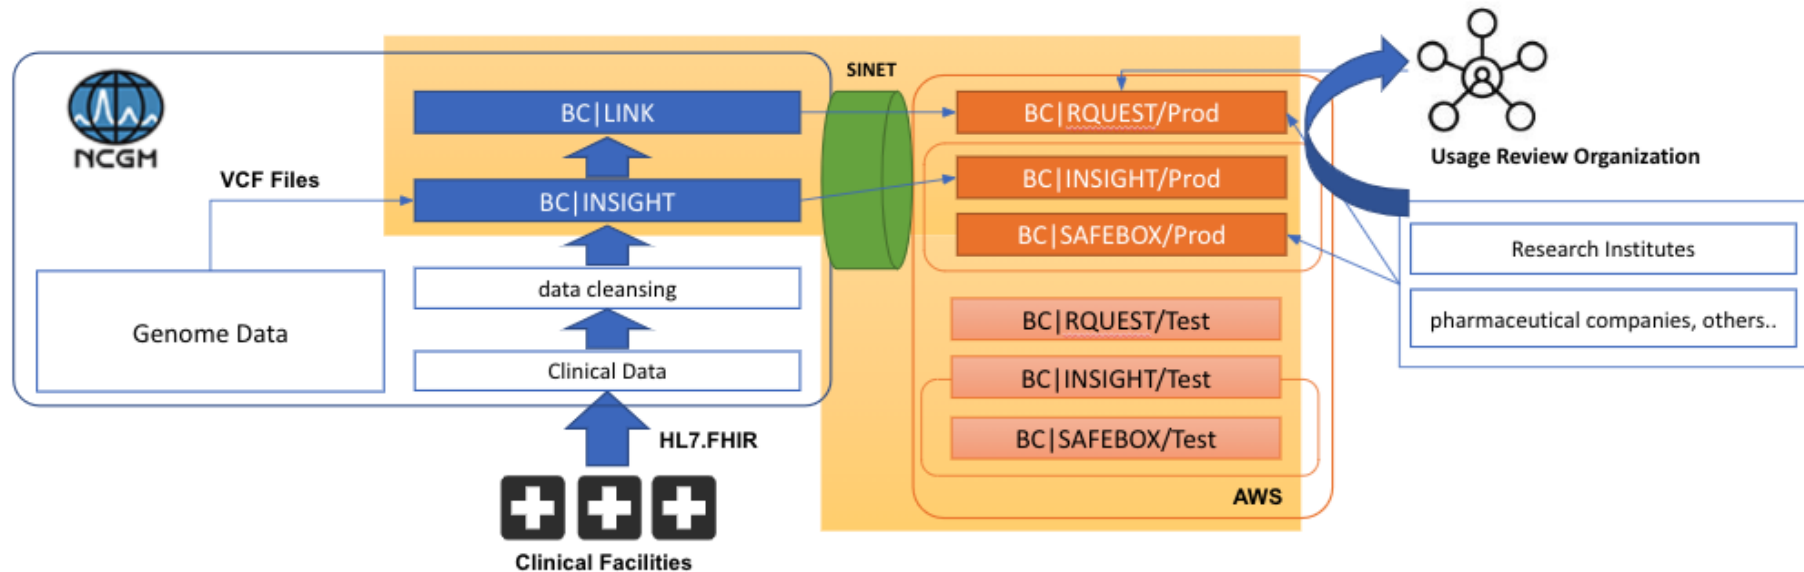 NCGM
VCF Files
Genome Data
BC|LINK
BC|INSIGHT
data cleansing
Clinical Data
HL7.FHIR
Clinical Facilities
SINET
BC|RQUEST/Prod
BC|INSIGHT/Prod
BC|SAFEBOX/Prod
BC|RQUEST/Test
BC|INSIGHT/Test
BC|SAFEBOX/Test
AWS
Usage Review Organization
Research Institutes
pharmaceutical companies, others..